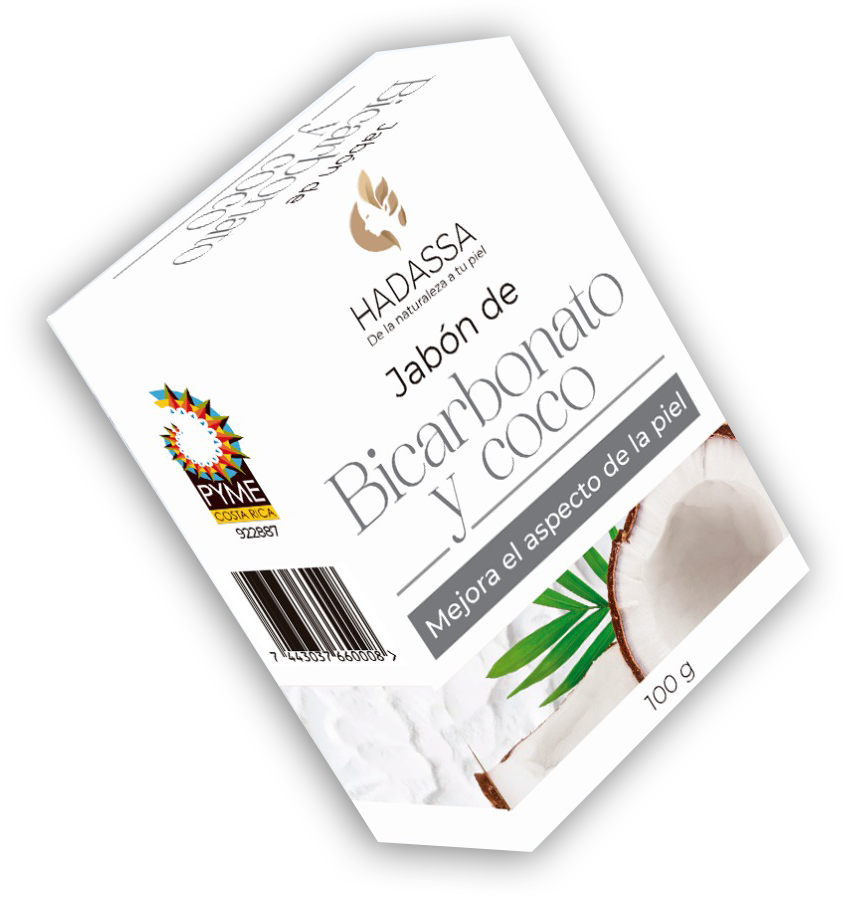 Jabón de
Bicarbonato
y coco
HADASSA
De la naturaleza a tu piel
Jabón de
Bicarbonato
y coco
Mejora el aspecto de la piel
100 g
PYME
COSTA RICA
922887
7 443037 660008 >